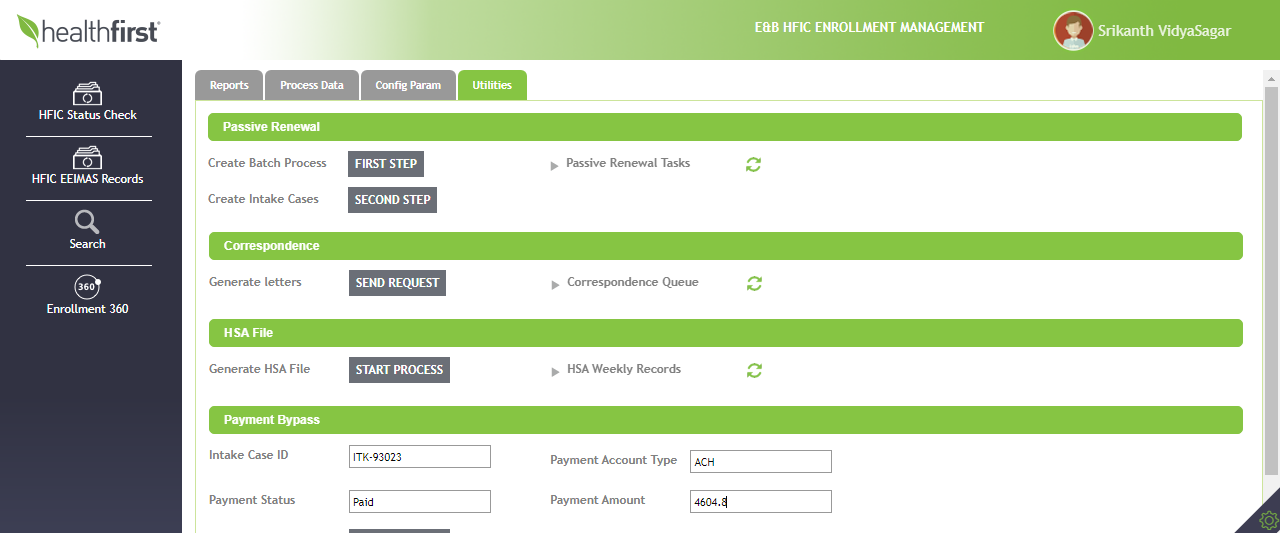 healthfirst
E&B HFIC ENROLLMENT MANAGEMENT
Srikanth VidyaSagar
HFIC Status Check
HFIC EEIMAS Records
Search
360
Enrollment 360
Reports
Process Data
Config Param
Utilities
Passive Renewal
Create Batch Process
FIRST STEP
Passive Renewal Tasks
Create Intake Cases
SECOND STEP
Correspondence
Generate letters
SEND REQUEST
Correspondence Queue
HSA File
Generate HSA File
START PROCESS
HSA Weekly Records
Payment Bypass
Intake Case ID
ITK-93023
Payment Account Type
ACH
Payment Status
Paid
Payment Amount
4604.8